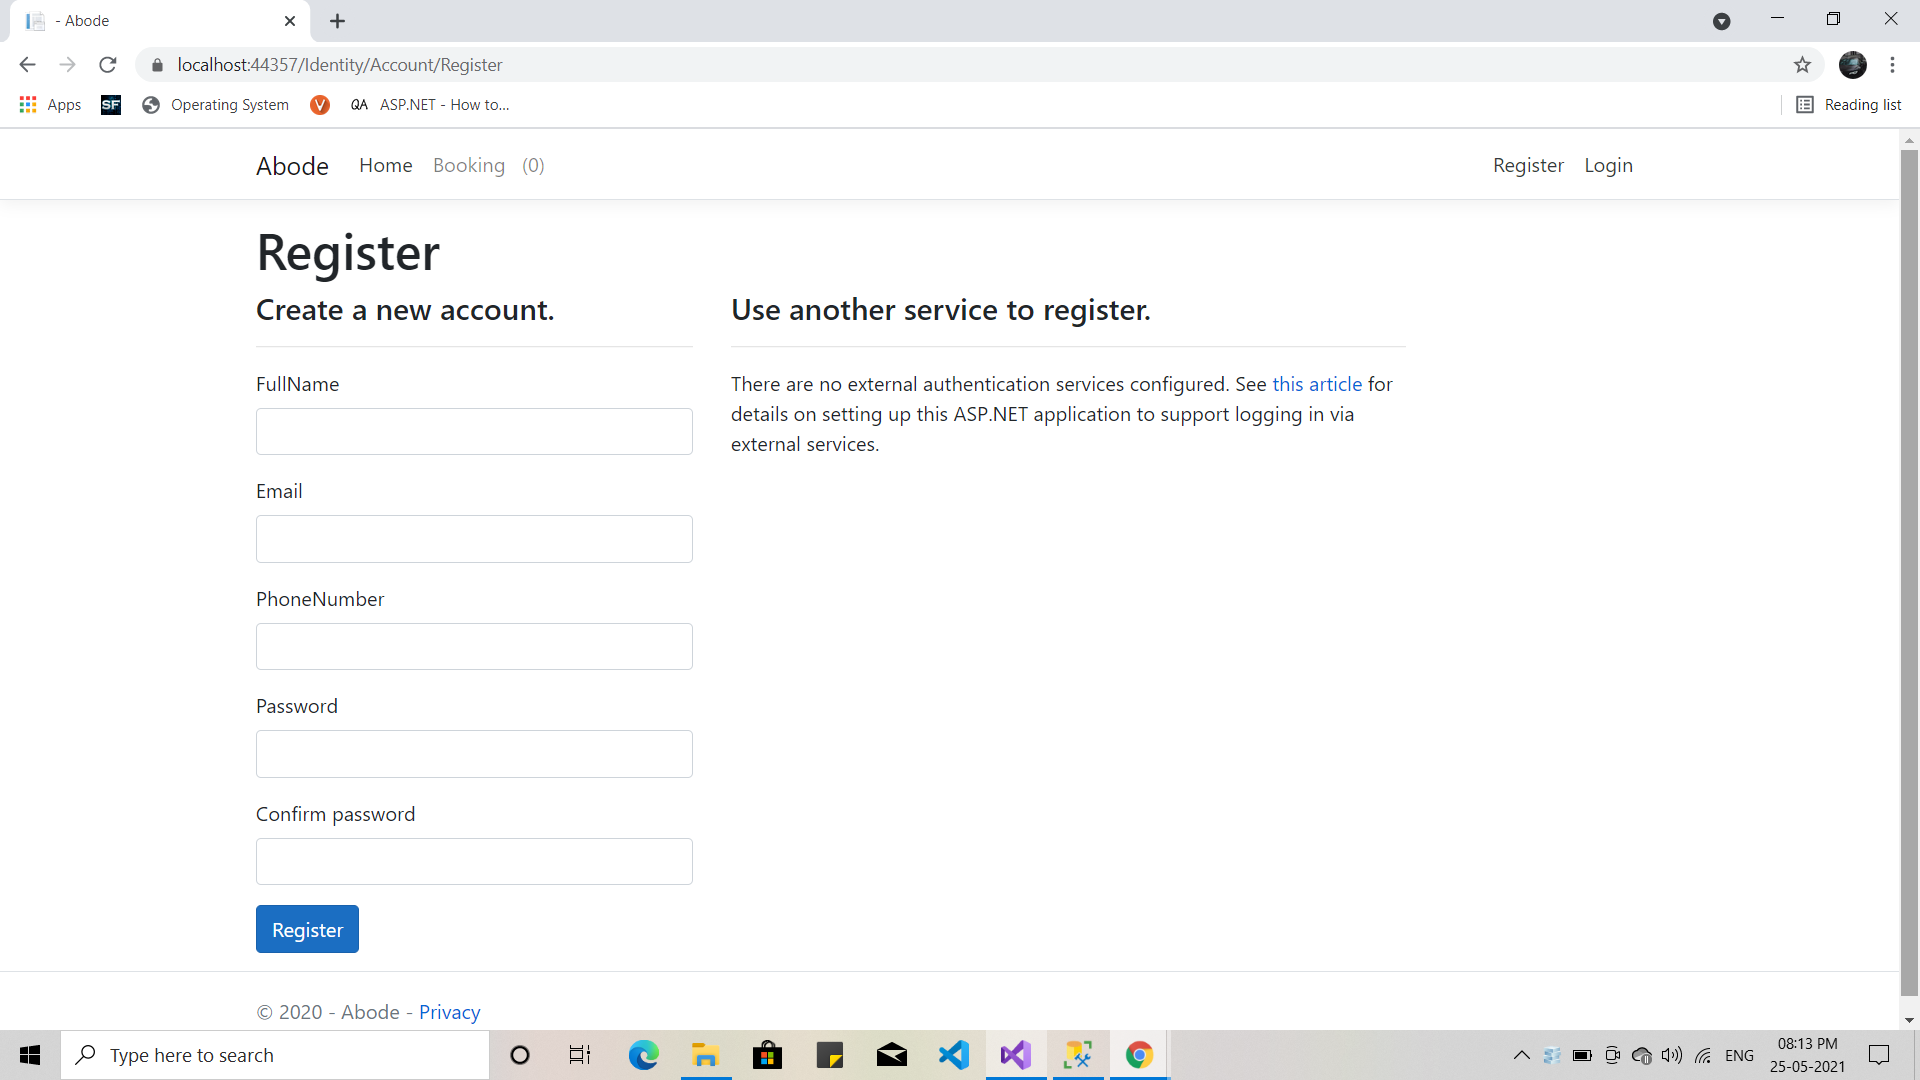 - Abode
localhost:44357/Identity/Account/Register
Apps
SF
Operating System
V
QA
ASP.NET - How to...
Reading list
Abode
Home
Booking
(0)
Register
Login
Register
Create a new account.
Use another service to register.
FullName
There are no external authentication services configured. See this article for
details on setting up this ASP.NET application to support logging in via
external services.
Email
PhoneNumber
Password
Confirm password
Register
© 2020 - Abode - Privacy
Type here to search
ENG
08:13 PM
25-05-2021